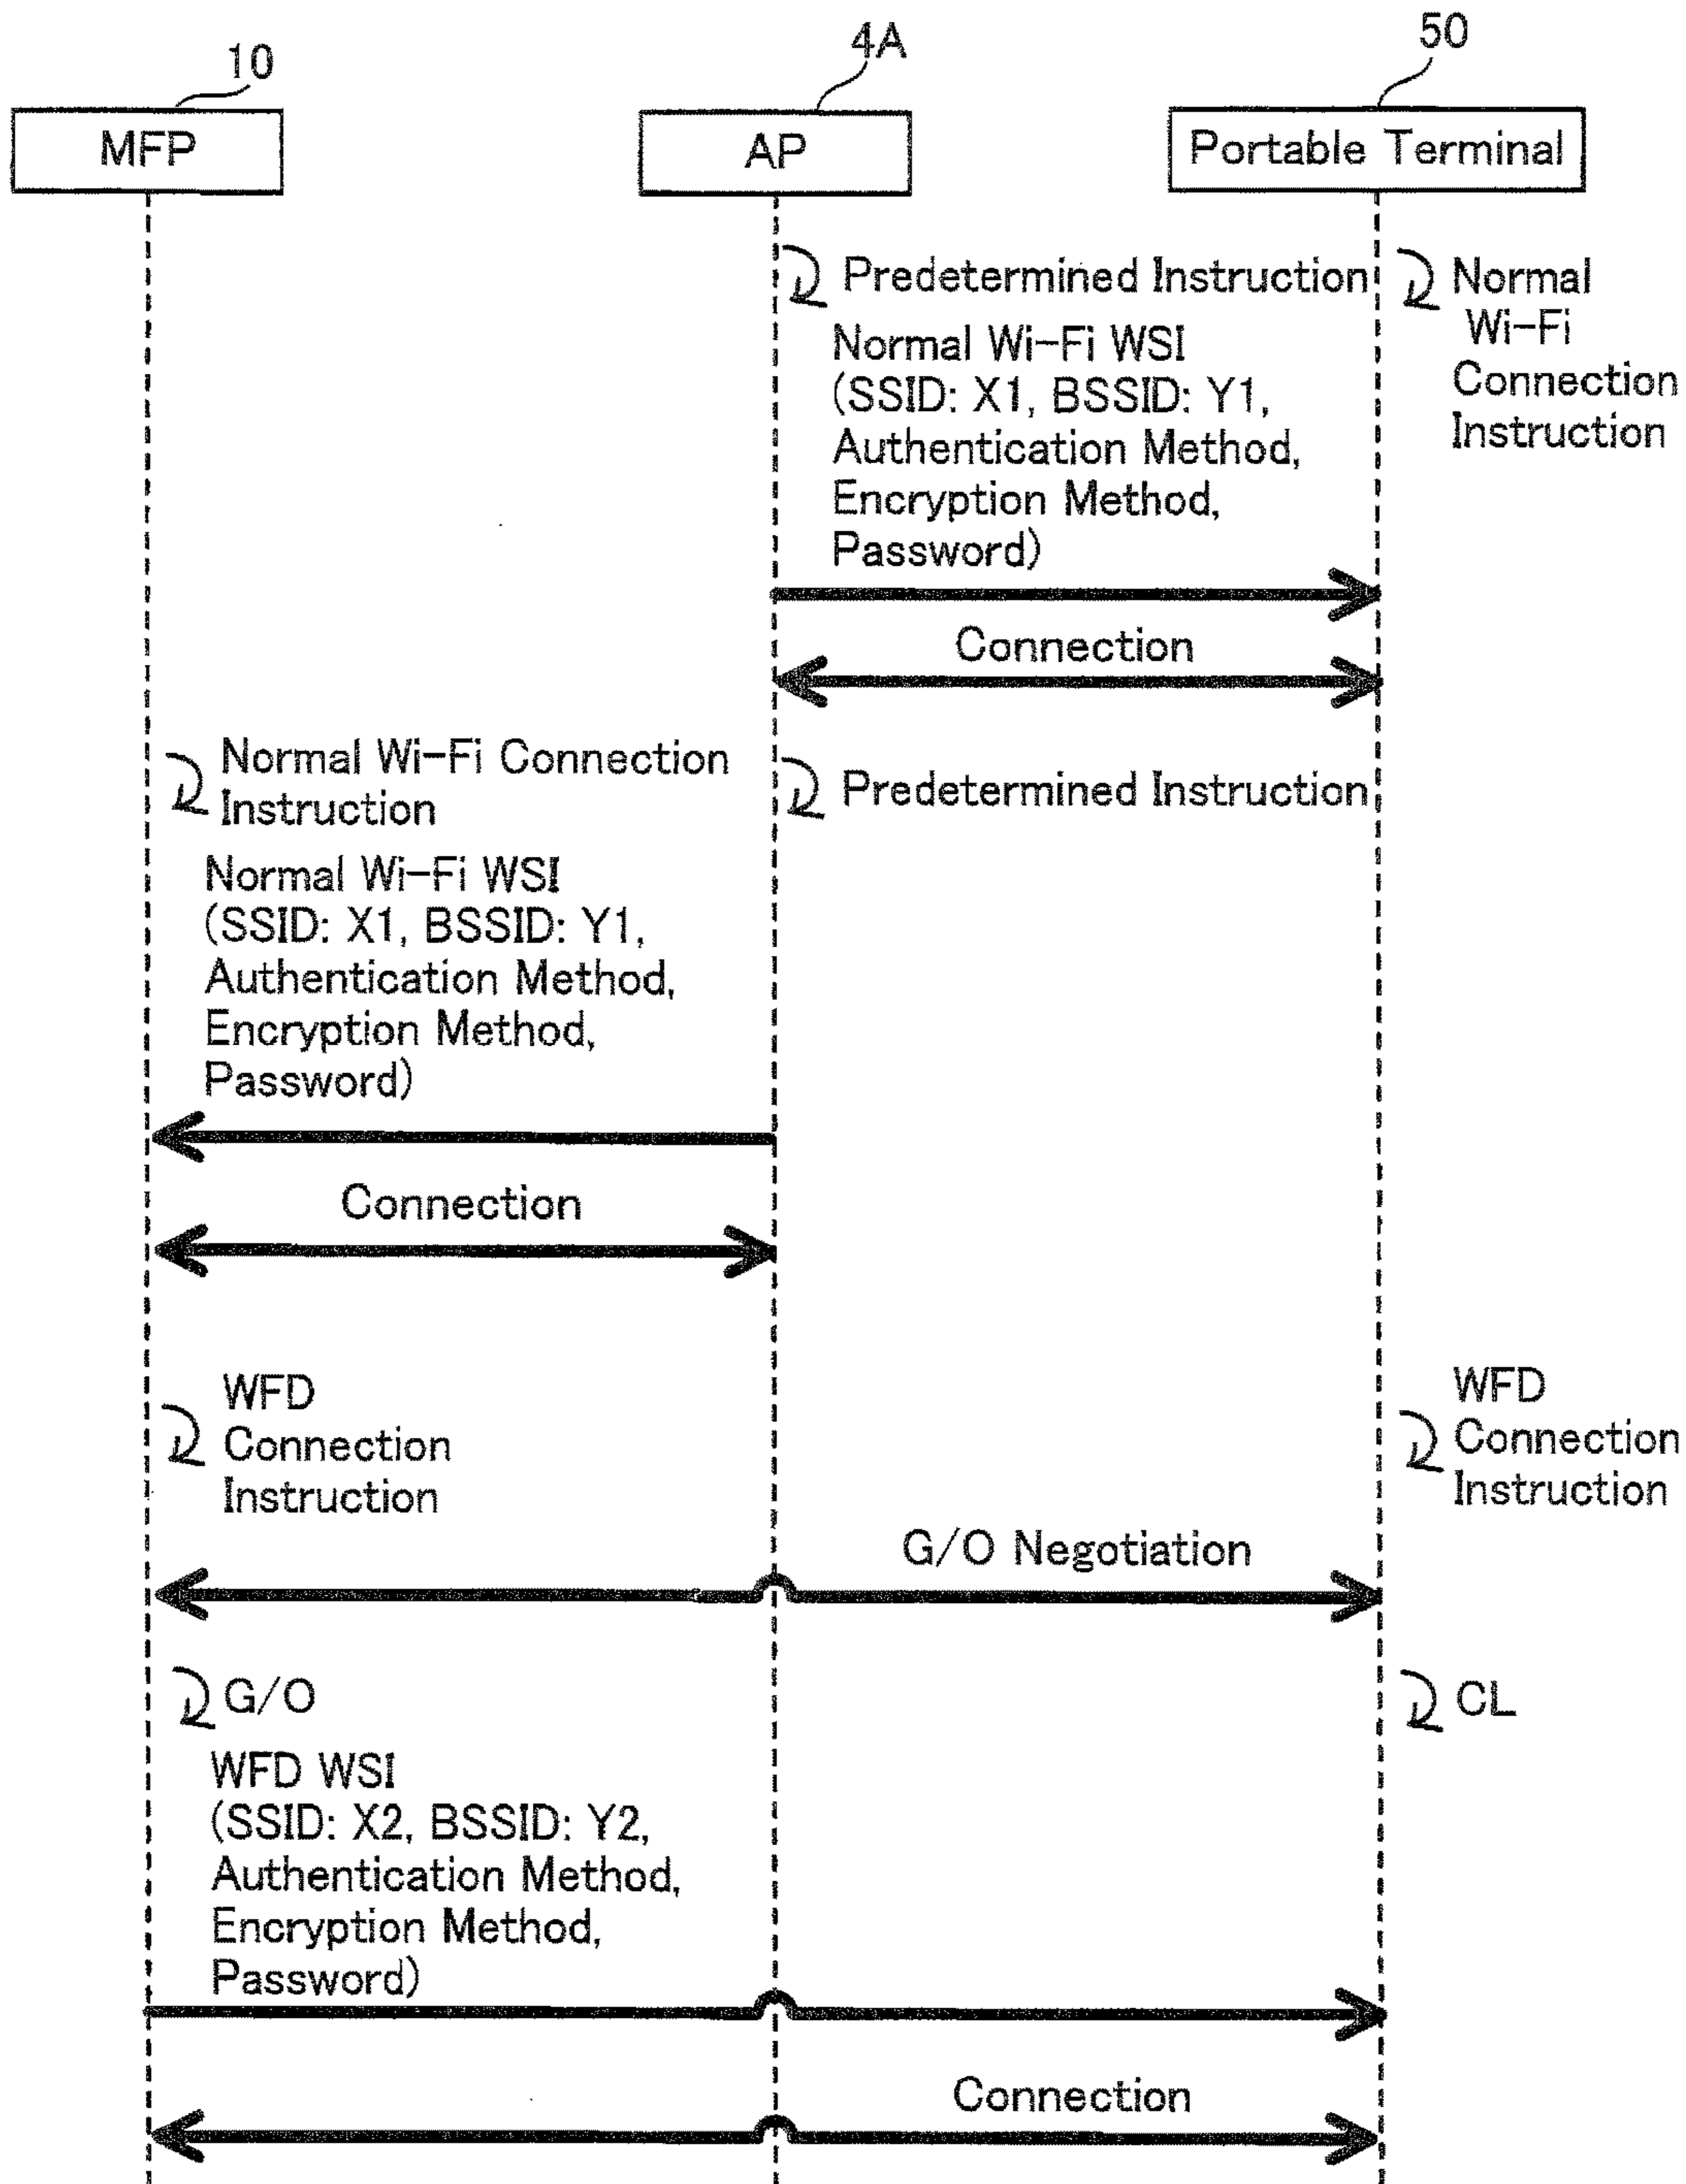 10
4A
50
MFP
AP
Portable Terminal
Predetermined Instruction
Normal
Wi-Fi
Connection
Instruction
Normal Wi-Fi WSI
(SSID: X1, BSSID: Y1,
Authentication Method,
Encryption Method,
Password)
Connection
Normal Wi-Fi Connection
Instruction
Predetermined Instruction
Normal Wi-Fi WSI
(SSID: X1, BSSID: Y1,
Authentication Method,
Encryption Method,
Password)
Connection
WFD
Connection
Instruction
WFD
Connection
Instruction
G/O Negotiation
G/O
CL
WFD WSI
(SSID: X2, BSSID: Y2,
Authentication Method,
Encryption Method,
Password)
Connection